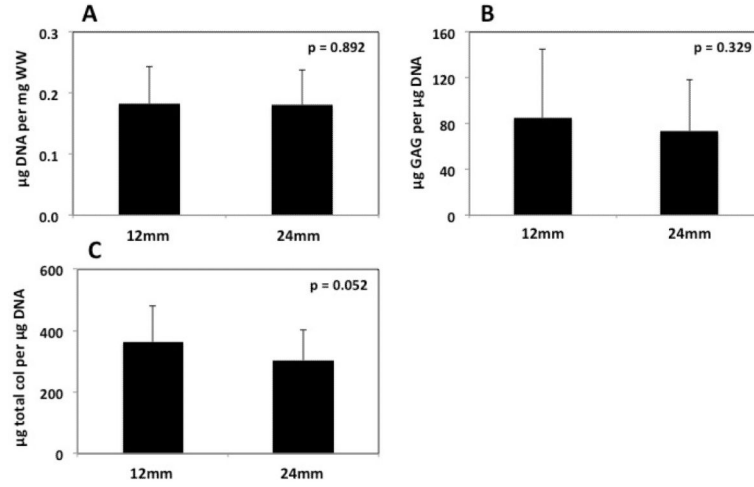 A
µg DNA per mg WW
0.3
0.2
0.1
0.0
p = 0.892
12mm
24mm
B
µg GAG per µg DNA
160
120
80
40
0
p = 0.329
12mm
24mm
C
µg total col per µg DNA
600
400
200
0
p = 0.052
12mm
24mm